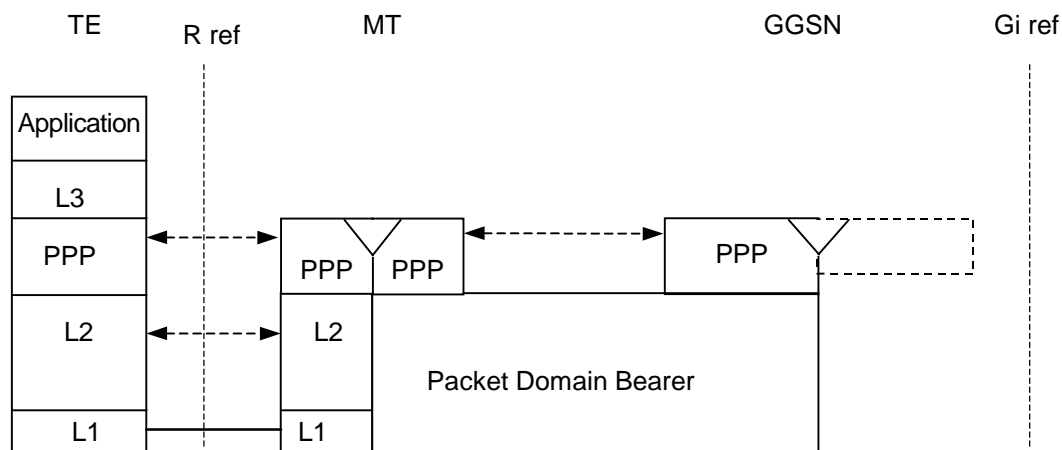 TE
R ref
MT
GGSN
Gi ref
Application
L3
PPP
PPP
PPP
PPP
L2
L2
Packet Domain Bearer
L1
L1